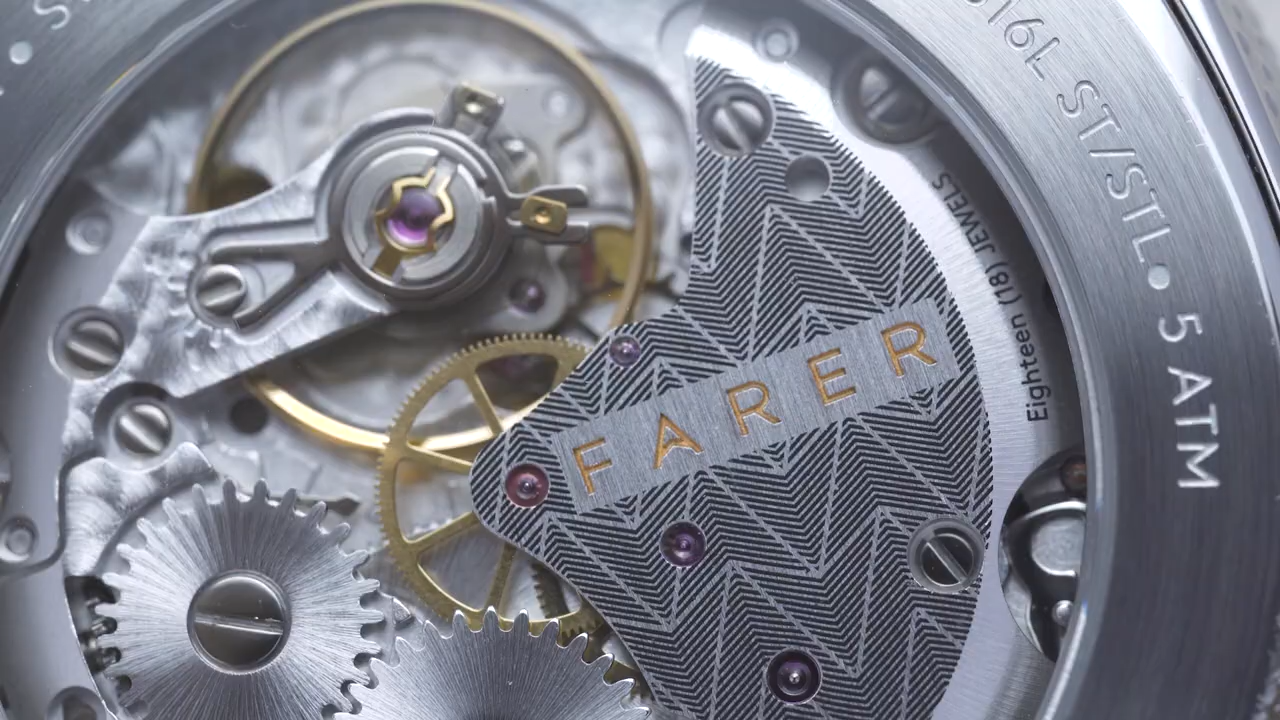 FARER
Eighteen (18) JEWELS
316L ST/STL • 5 ATM